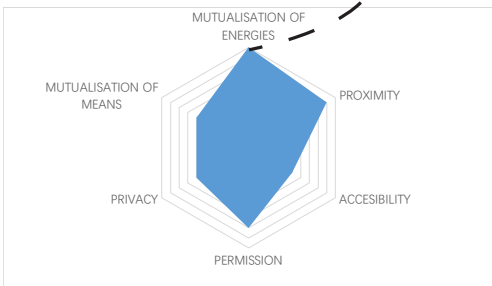 MUTUALISATION OF
ENERGIES
MUTUALISATION OF
MEANS
PROXIMITY
PRIVACY
ACCESIBILITY
PERMISSION